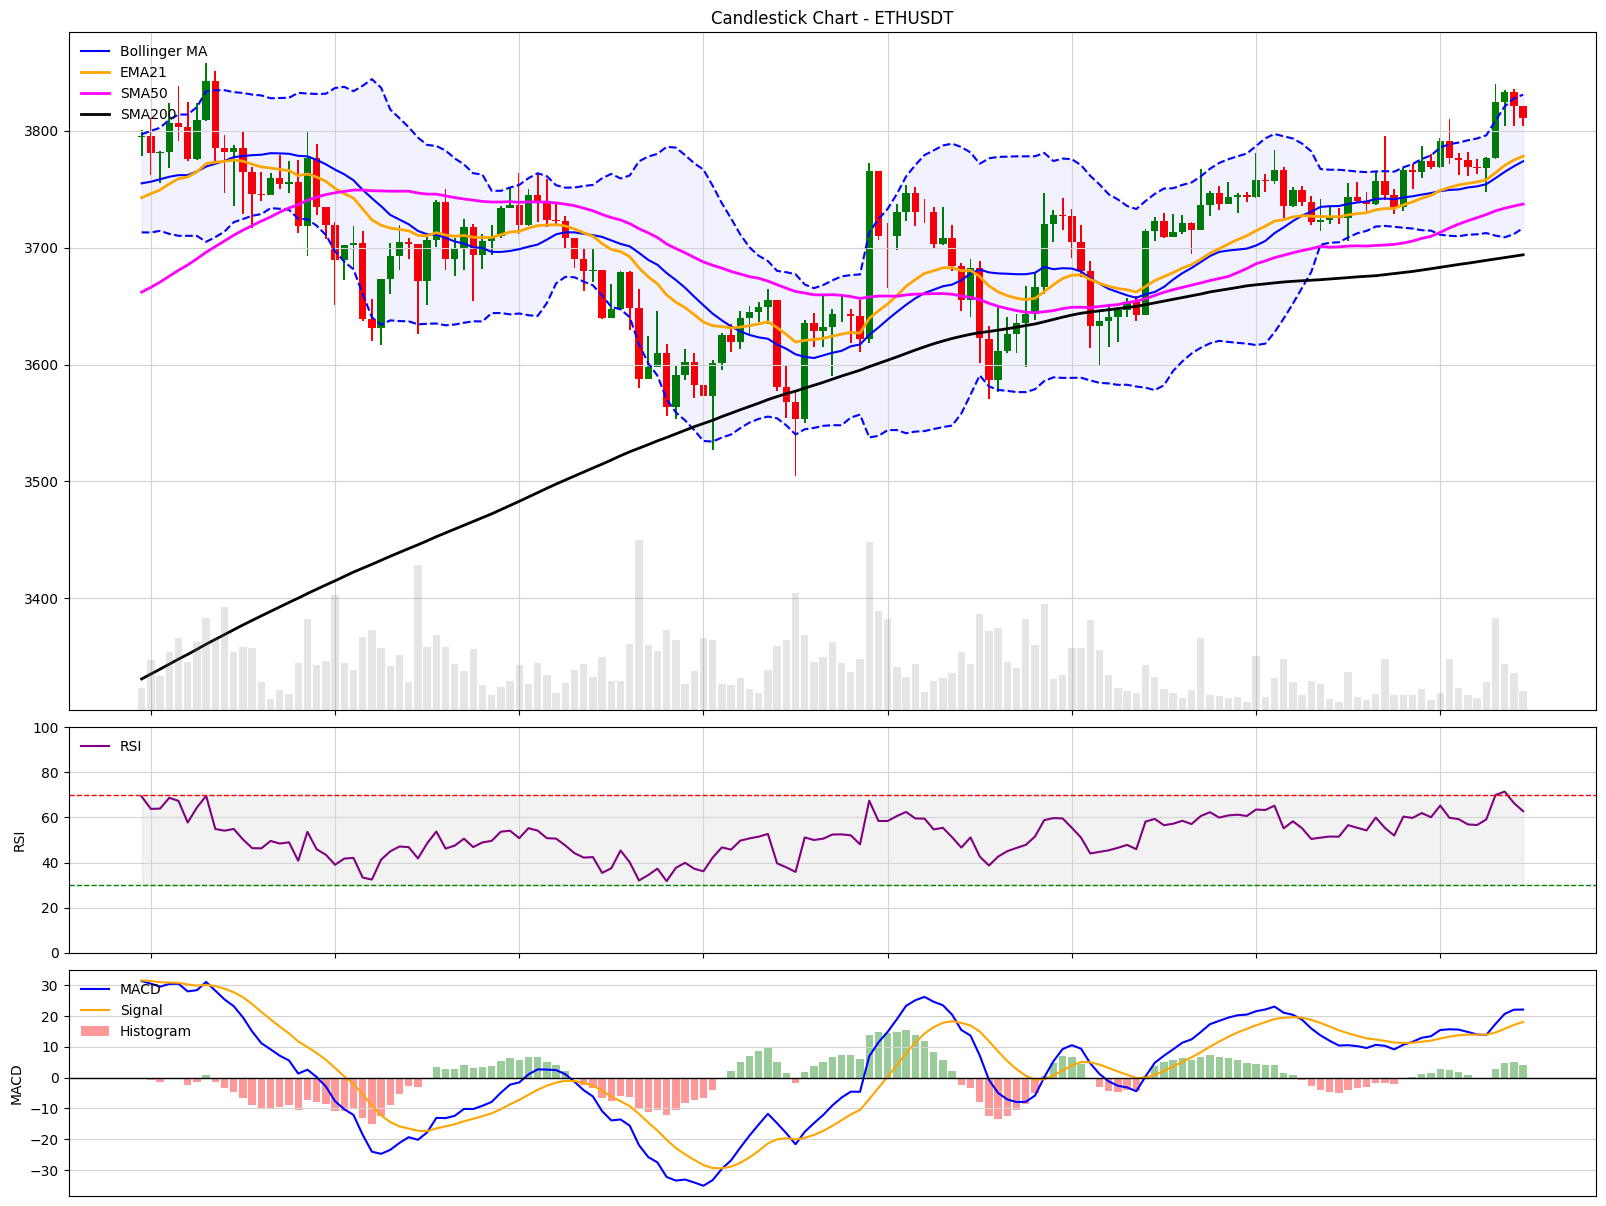 Candlestick Chart - ETHUSDT
Bollinger MA
EMA21
SMA50
SMA200
3800
3700
3600
3500
3400
RSI
100
80
60
40
20
0
RSI
MACD
Signal
Histogram
30
20
10
0
−10
−20
−30
MACD